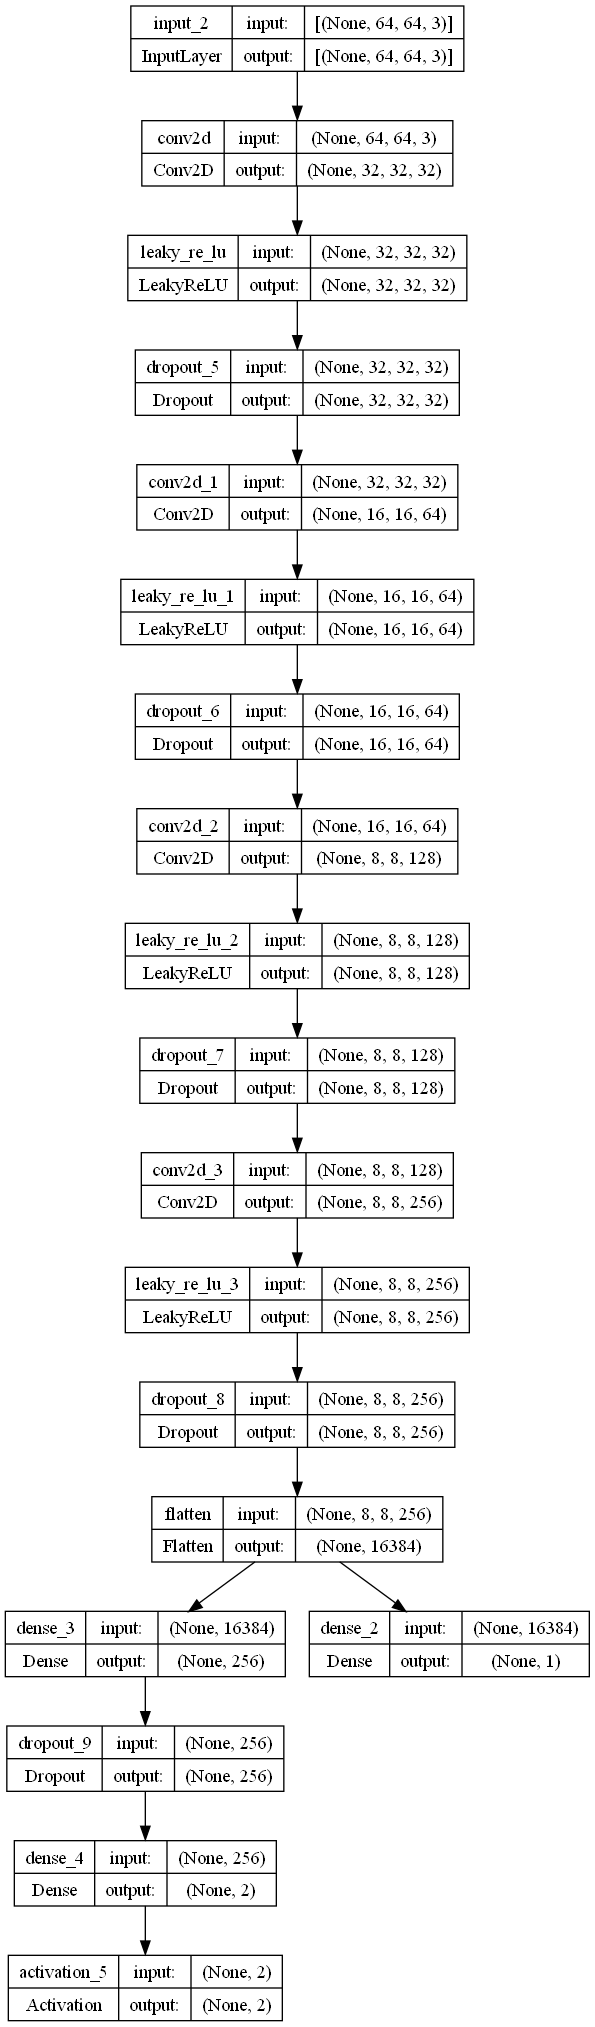 input_2 input: [(None, 64, 64, 3)]
InputLayer output: [(None, 64, 64, 3)]
conv2d input: (None, 64, 64, 3)
Conv2D output: (None, 32, 32, 32)
leaky_re_lu input: (None, 32, 32, 32)
LeakyReLU output: (None, 32, 32, 32)
dropout_5 input: (None, 32, 32, 32)
Dropout output: (None, 32, 32, 32)
conv2d_1 input: (None, 32, 32, 32)
Conv2D output: (None, 16, 16, 64)
leaky_re_lu_1 input: (None, 16, 16, 64)
LeakyReLU output: (None, 16, 16, 64)
dropout_6 input: (None, 16, 16, 64)
Dropout output: (None, 16, 16, 64)
conv2d_2 input: (None, 16, 16, 64)
Conv2D output: (None, 8, 8, 128)
leaky_re_lu_2 input: (None, 8, 8, 128)
LeakyReLU output: (None, 8, 8, 128)
dropout_7 input: (None, 8, 8, 128)
Dropout output: (None, 8, 8, 128)
conv2d_3 input: (None, 8, 8, 128)
Conv2D output: (None, 8, 8, 256)
leaky_re_lu_3 input: (None, 8, 8, 256)
LeakyReLU output: (None, 8, 8, 256)
dropout_8 input: (None, 8, 8, 256)
Dropout output: (None, 8, 8, 256)
flatten input: (None, 8, 8, 256)
Flatten output: (None, 16384)
dense_3 input: (None, 16384)
Dense output: (None, 256)
dense_2 input: (None, 16384)
Dense output: (None, 1)
dropout_9 input: (None, 256)
Dropout output: (None, 256)
dense_4 input: (None, 256)
Dense output: (None, 2)
activation_5 input: (None, 2)
Activation output: (None, 2)